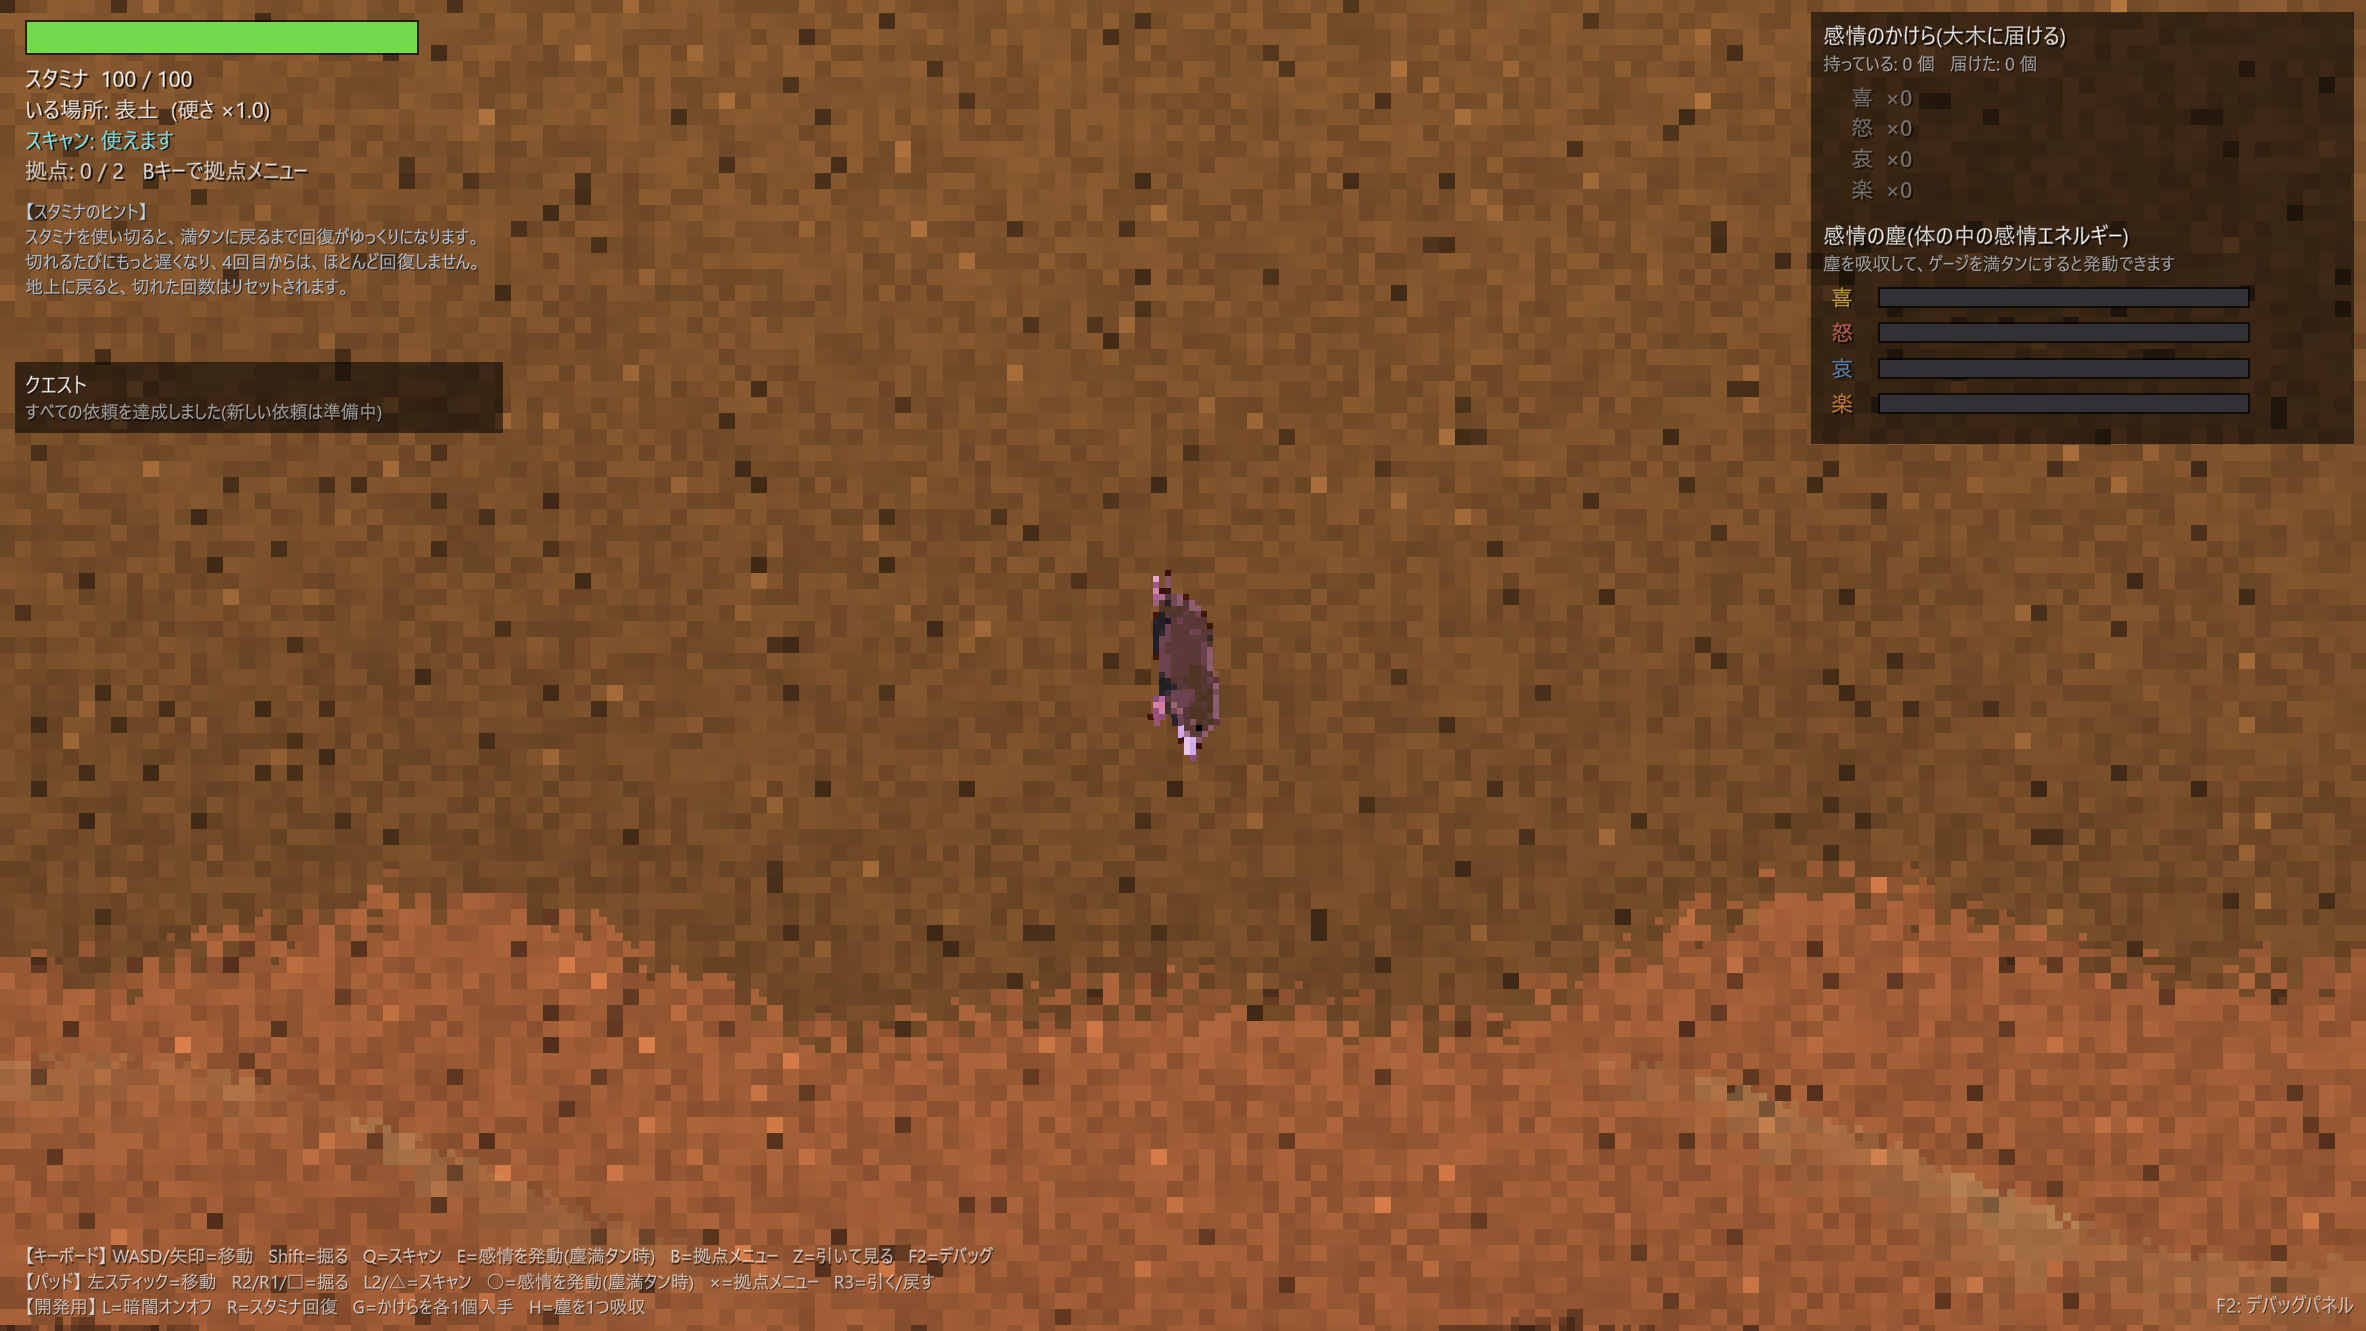 スタミナ 100 / 100
いる場所: 表土 (硬さ ×1.0)
スキャン: 使えます
拠点: 0 / 2 Bキーで拠点メニュー
【スタミナのヒント】
スタミナを使い切ると、満タンに戻るまで回復がゆっくりになります。
切れるたびにもっと遅くなり、4回目からは、ほとんど回復しません。
地上に戻ると、切れた回数はリセットされます。
クエスト
すべての依頼を達成しました(新しい依頼は準備中)
感情のかけら(大木に届ける)
持っている: 0 個 届けた: 0 個
喜 ×0
怒 ×0
哀 ×0
楽 ×0
感情の塵(体の中の感情エネルギー)
塵を吸収して、ゲージを満タンにすると発動できます
喜
怒
哀
楽
【キーボード】 WASD/矢印=移動 Shift=掘る Q=スキャン E=感情を発動(塵満タン時) B=拠点メニュー Z=引いて見る F2=デバッグ
【パッド】 左スティック=移動 R2/R1/□=掘る L2/△=スキャン ○=感情を発動(塵満タン時) ×=拠点メニュー R3=引く/戻す
【開発用】 L=暗闇オンオフ R=スタミナ回復 G=かけらを各1個入手 H=塵を1つ吸収
F2: デバッグパネル